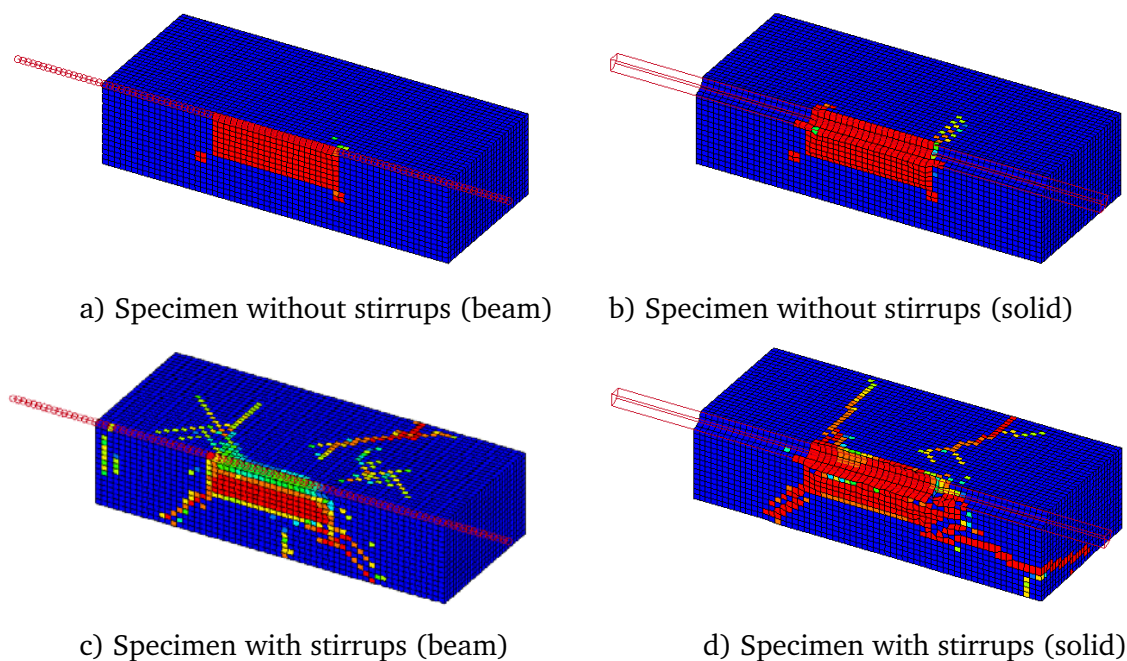 a) Specimen without stirrups (beam)
b) Specimen without stirrups (solid)
c) Specimen with stirrups (beam)
d) Specimen with stirrups (solid)